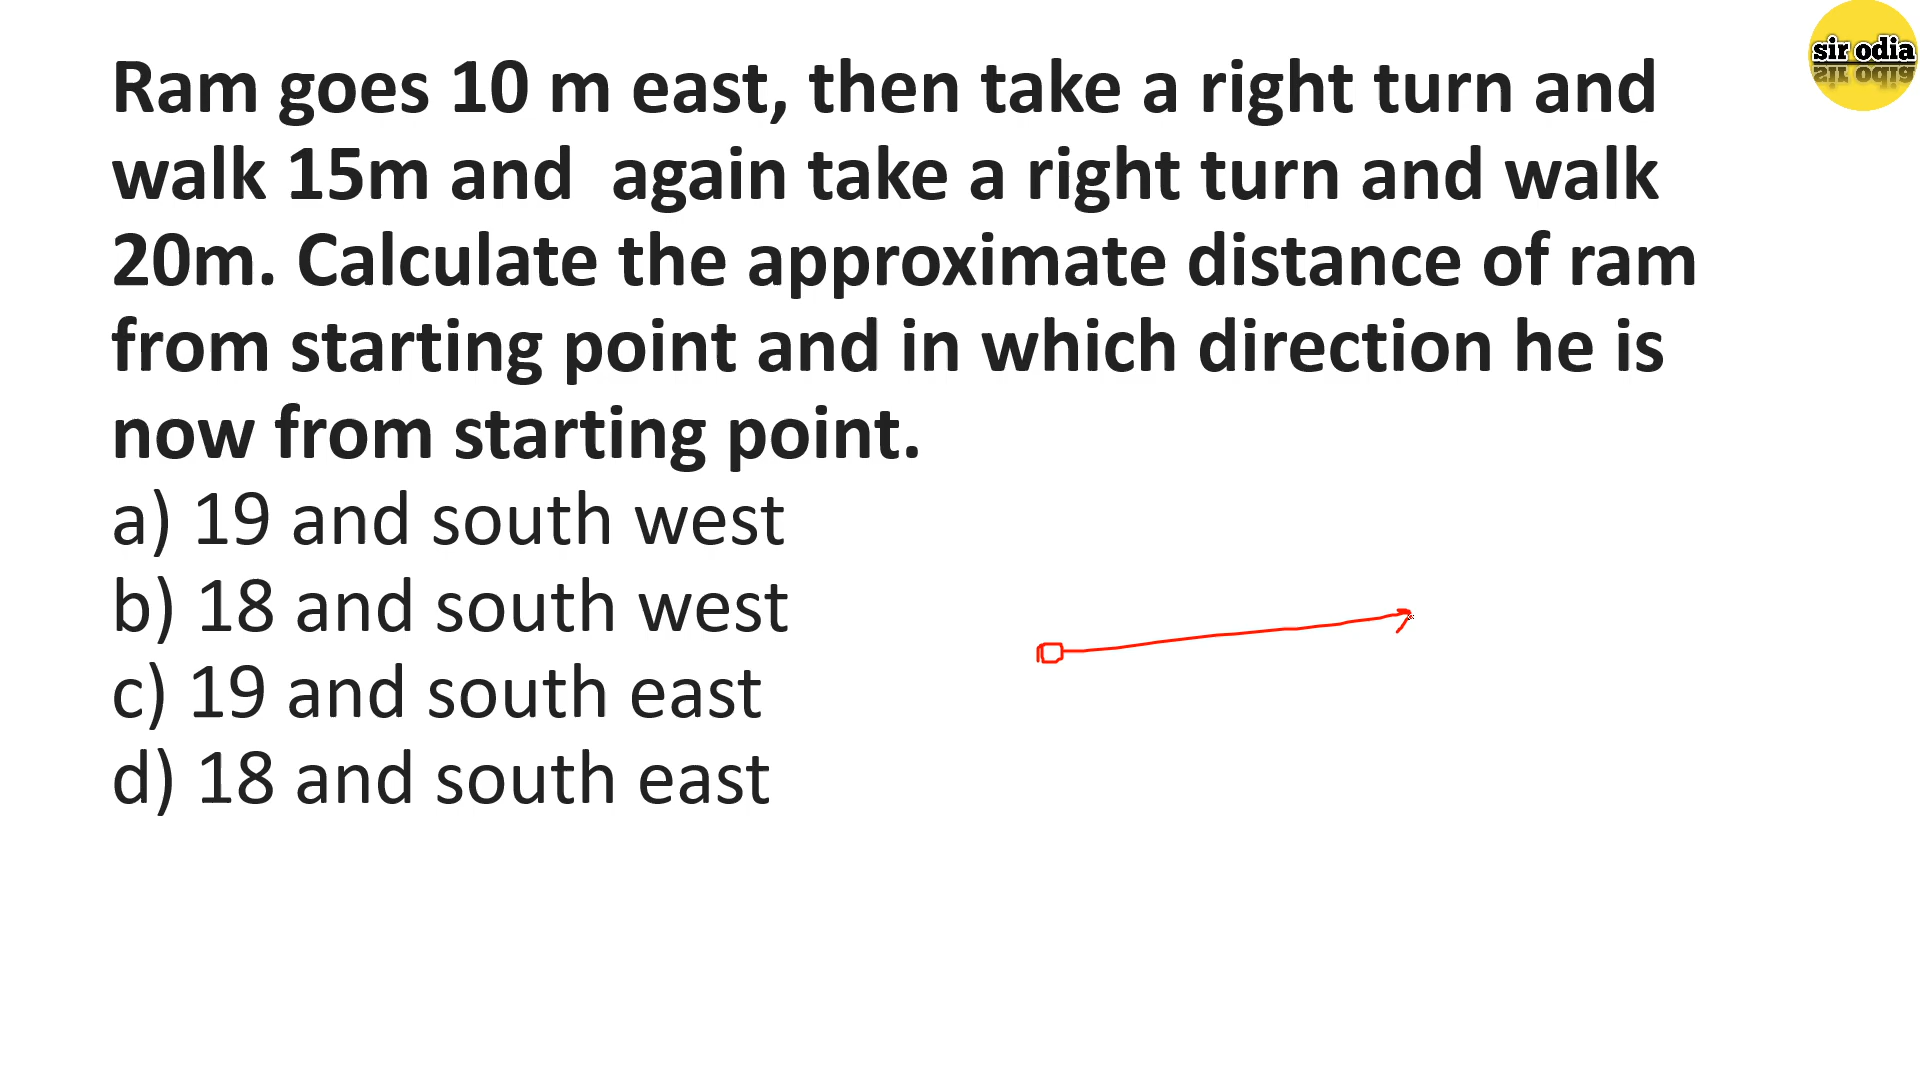 sir odia
Ram goes 10 m east, then take a right turn and
walk 15m and  again take a right turn and walk
20m. Calculate the approximate distance of ram
from starting point and in which direction he is
now from starting point.
a) 19 and south west
b) 18 and south west
c) 19 and south east
d) 18 and south east